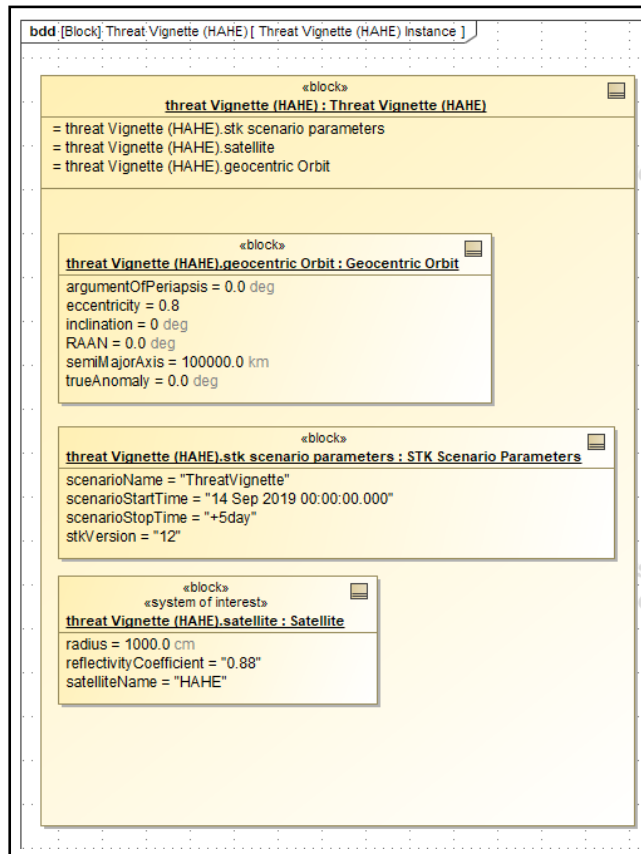 bdd [Block] Threat Vignette (HAHE) [ Threat Vignette (HAHE) Instance ]
«block»
threat Vignette (HAHE) : Threat Vignette (HAHE)
= threat Vignette (HAHE).stk scenario parameters
= threat Vignette (HAHE).satellite
= threat Vignette (HAHE).geocentric Orbit
«block»
threat Vignette (HAHE).geocentric Orbit : Geocentric Orbit
argumentOfPeriapsis = 0.0 deg
eccentricity = 0.8
inclination = 0 deg
RAAN = 0.0 deg
semiMajorAxis = 100000.0 km
trueAnomaly = 0.0 deg
«block»
threat Vignette (HAHE).stk scenario parameters : STK Scenario Parameters
scenarioName = "ThreatVignette"
scenarioStartTime = "14 Sep 2019 00:00:00.000"
scenarioStopTime = "+5day"
stkVersion = "12"
«block»
«system of interest»
threat Vignette (HAHE).satellite : Satellite
radius = 1000.0 cm
reflectivityCoefficient = "0.88"
satelliteName = "HAHE"